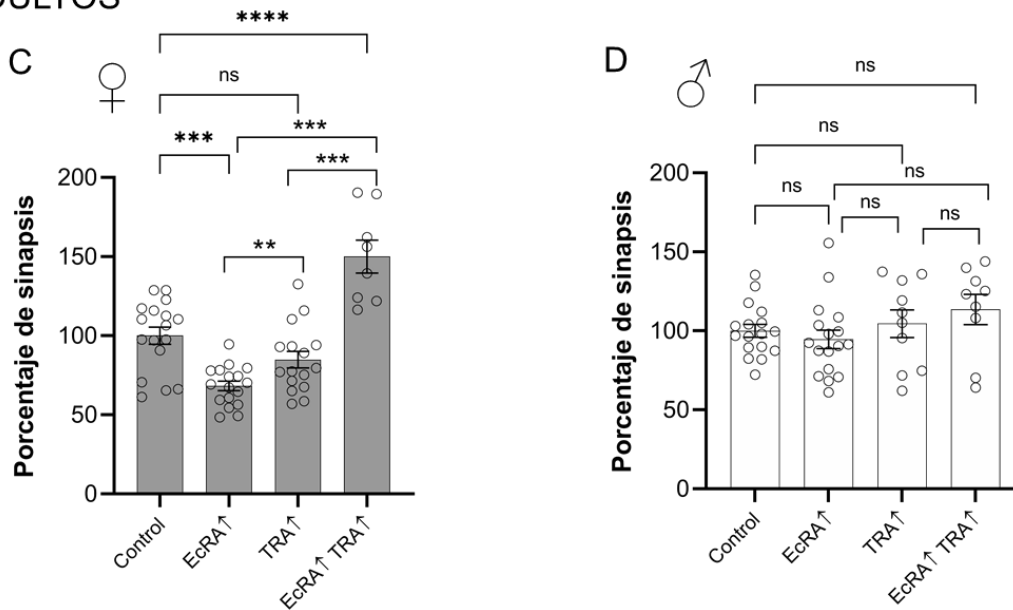 C
♀
****
ns
***
***
***
**
Porcentaje de sinapsis
200
150
100
50
0
Control
EcRA↑
TRA↑
EcRA↑TRA↑
D
♂
ns
ns
ns
ns
ns
ns
Porcentaje de sinapsis
200
150
100
50
0
Control
EcRA↑
TRA↑
EcRA↑TRA↑